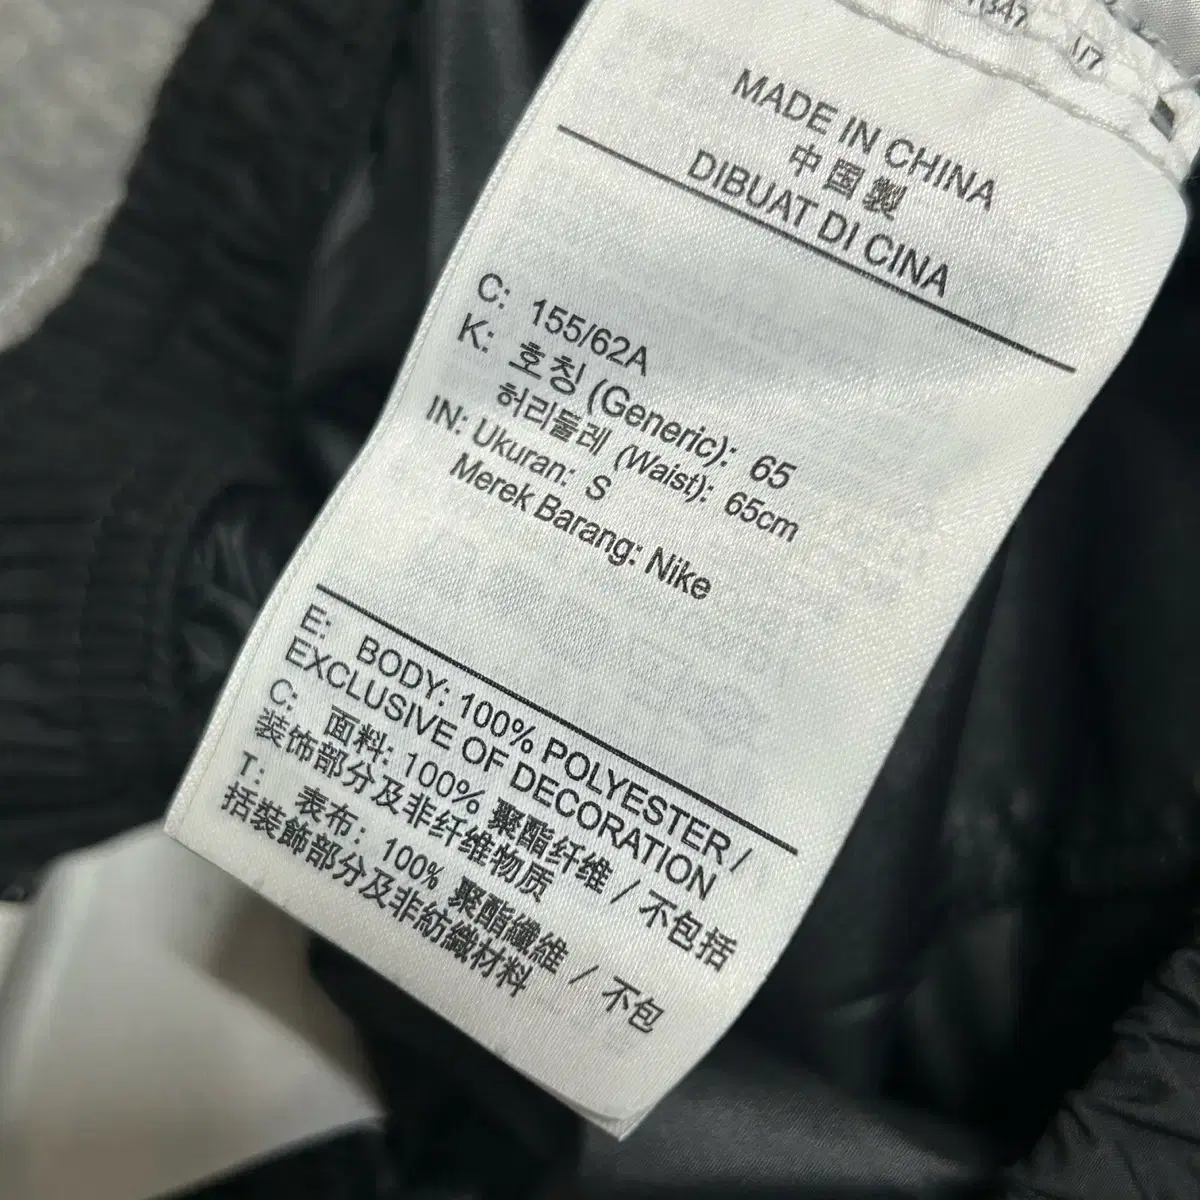 1/7
MADE IN CHINA
中国製
DIBUAT DI CINA
C: 155/62A
K: 호칭 (Generic): 65
허리둘레 (Waist): 65cm
IN: Ukuran: S
Merek Barang: Nike
E: BODY: 100% POLYESTER /
EXCLUSIVE OF DECORATION
C: 面料: 100% 聚酯纤维 / 不包括
装饰部分及非纤维物质
T: 表布: 100% 聚酯纖維 / 不包
括裝飾部分及非紡織材料